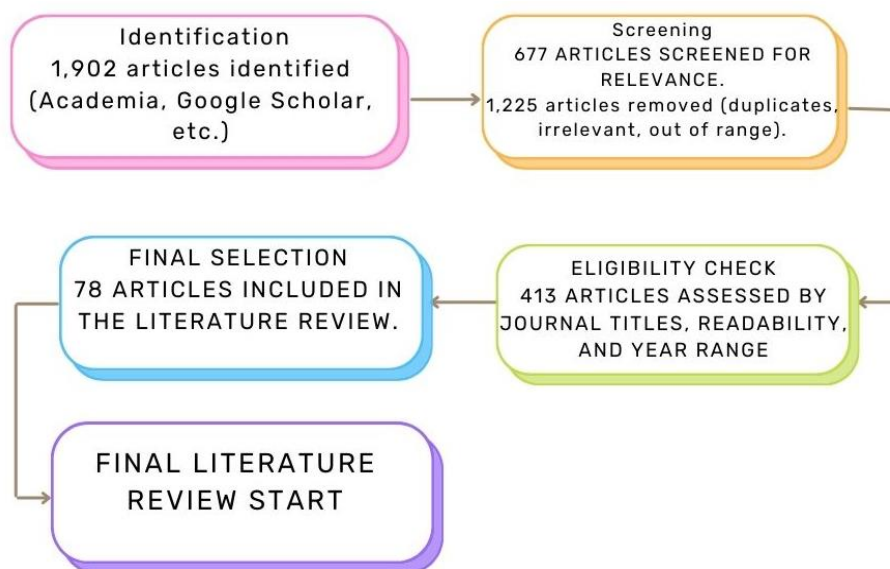 Identification
1,902 articles identified
(Academia, Google Scholar,
etc.)
Screening
677 ARTICLES SCREENED FOR
RELEVANCE.
1,225 articles removed (duplicates,
irrelevant, out of range).
FINAL SELECTION
78 ARTICLES INCLUDED IN
THE LITERATURE REVIEW.
ELIGIBILITY CHECK
413 ARTICLES ASSESSED BY
JOURNAL TITLES, READABILITY,
AND YEAR RANGE
FINAL LITERATURE
REVIEW START